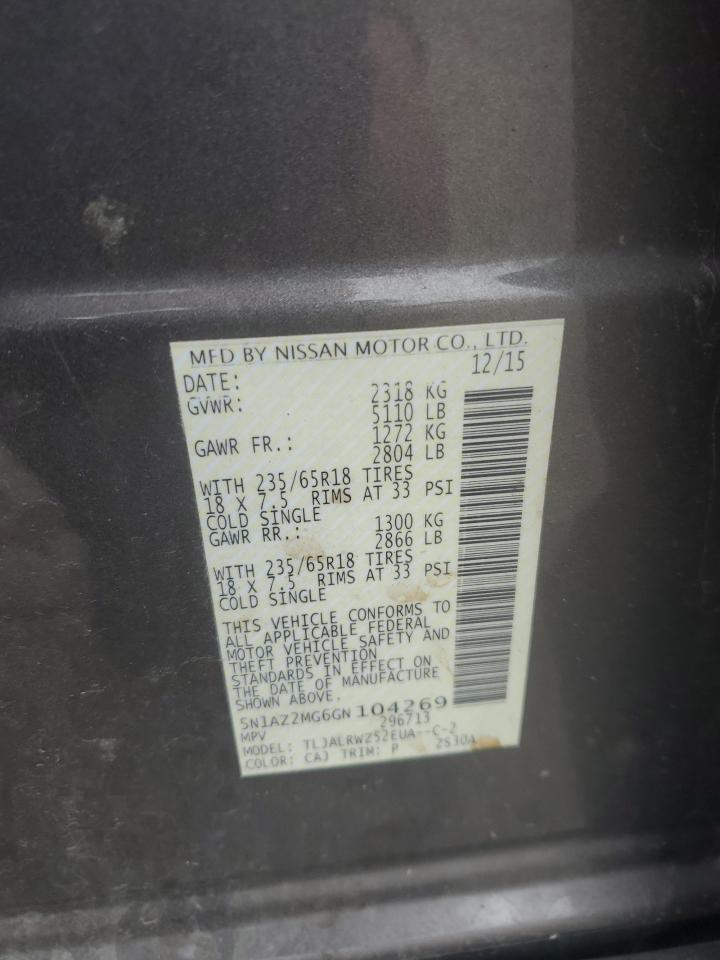 MFD BY NISSAN MOTOR CO., LTD.
DATE: 12/15
GVWR: 2318 KG
5110 LB
GAWR FR.: 1272 KG
2804 LB
WITH 235/65R18 TIRES
18 X 7.5 RIMS AT 33 PSI
COLD SINGLE
GAWR RR.: 1300 KG
2866 LB
WITH 235/65R18 TIRES
18 X 7.5 RIMS AT 33 PSI
COLD SINGLE
THIS VEHICLE CONFORMS TO
ALL APPLICABLE FEDERAL
MOTOR VEHICLE SAFETY AND
THEFT PREVENTION
STANDARDS IN EFFECT ON
THE DATE OF MANUFACTURE
SHOWN ABOVE.
5N1AZ2MG6GN104269
MPV 296713
MODEL: TLJALRWZ52EUA--C-2
COLOR: CAJ TRIM: P 2S30A